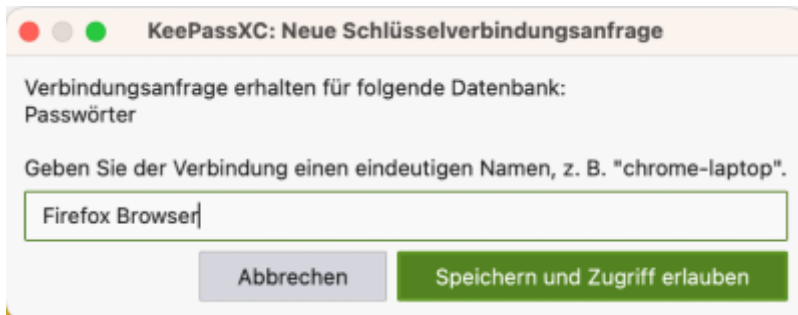 KeePassXC: Neue Schlüsselverbindungsanfrage
Verbindungsanfrage erhalten für folgende Datenbank:
Passwörter
Geben Sie der Verbindung einen eindeutigen Namen, z. B. "chrome-laptop".
Firefox Browser
Abbrechen
Speichern und Zugriff erlauben